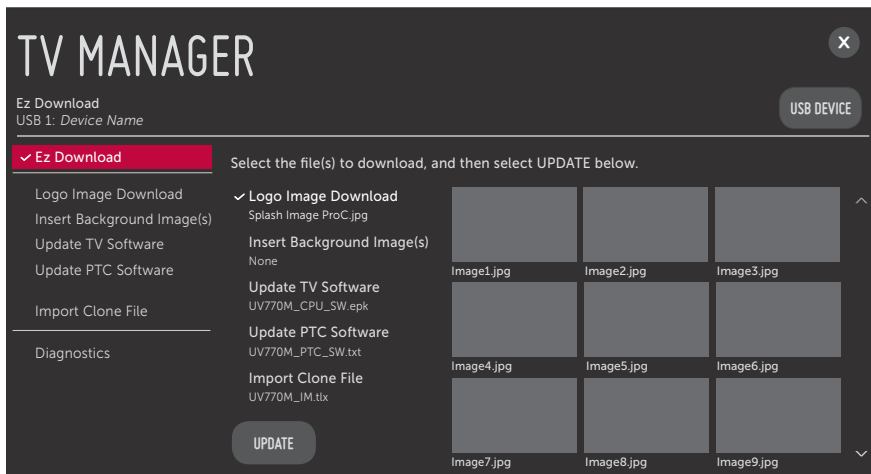 TV MANAGER
X
Ez Download
USB 1: Device Name
USB DEVICE
Ez Download
Logo Image Download
Insert Background Image(s)
Update TV Software
Update PTC Software
Import Clone File
Diagnostics
Select the file(s) to download, and then select UPDATE below.
Logo Image Download
Splash Image ProC.jpg
Insert Background Image(s)
None
Update TV Software
UV770M_CPU_SW.epk
Update PTC Software
UV770M_PTC_SW.txt
Import Clone File
UV770M_IM.tlx
UPDATE
Image1.jpg
Image2.jpg
Image3.jpg
Image4.jpg
Image5.jpg
Image6.jpg
Image7.jpg
Image8.jpg
Image9.jpg